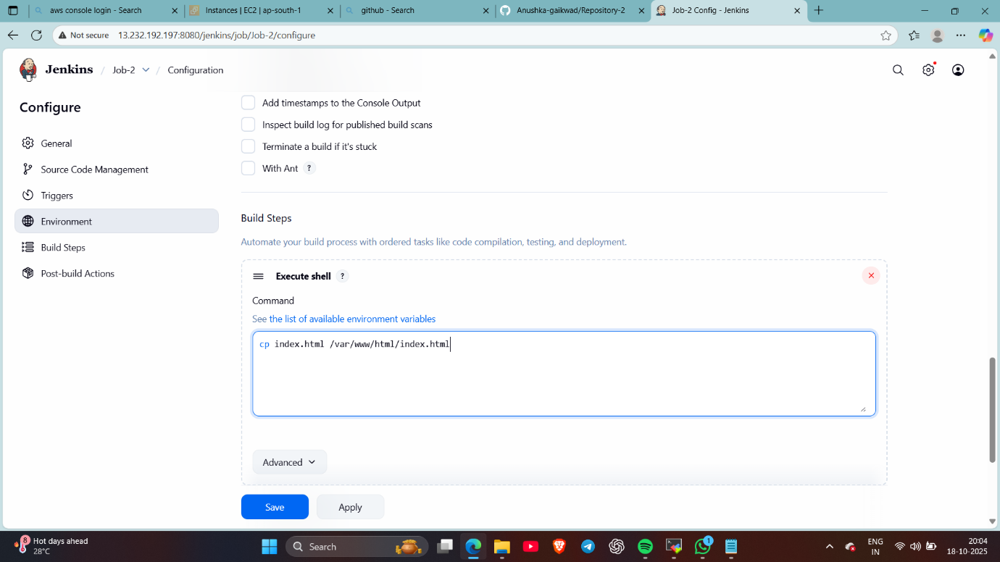 aws console login - Search
Instances | EC2 | ap-south-1
github - Search
Anushka-gaikwad/Repository-2
Job-2 Config - Jenkins
Not secure 13.232.192.197:8080/jenkins/job/Job-2/configure
Jenkins / Job-2 / Configuration
Configure
General
Source Code Management
Triggers
Environment
Build Steps
Post-build Actions
Add timestamps to the Console Output
Inspect build log for published build scans
Terminate a build if it's stuck
With Ant ?
Build Steps
Automate your build process with ordered tasks like code compilation, testing, and deployment.
Execute shell ?
Command
See the list of available environment variables
cp index.html /var/www/html/index.html
Advanced
Save Apply
8
Hot days ahead
28°C
Search
1
ENG
IN
20:04
18-10-2025